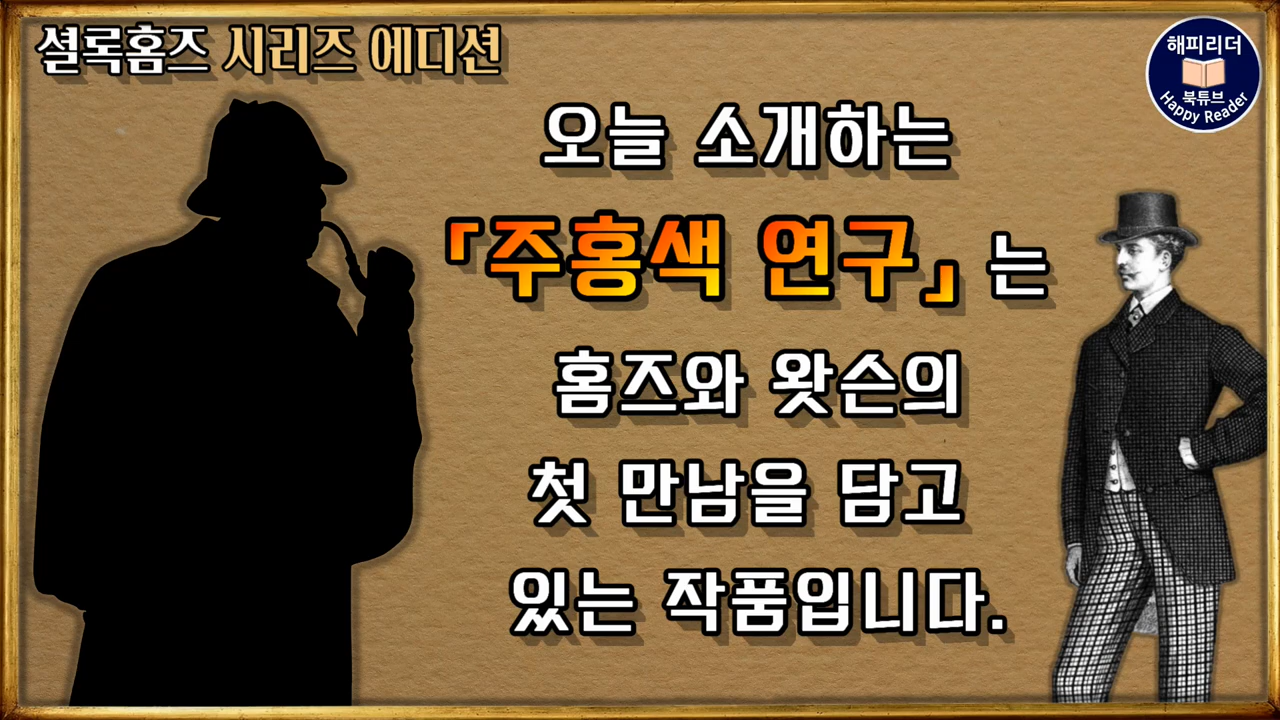 셜록홈즈 시리즈 에디션
해피리더
북튜브
Happy Reader
오늘 소개하는
「주홍색 연구」 는
홈즈와 왓슨의
첫 만남을 담고
있는 작품입니다.